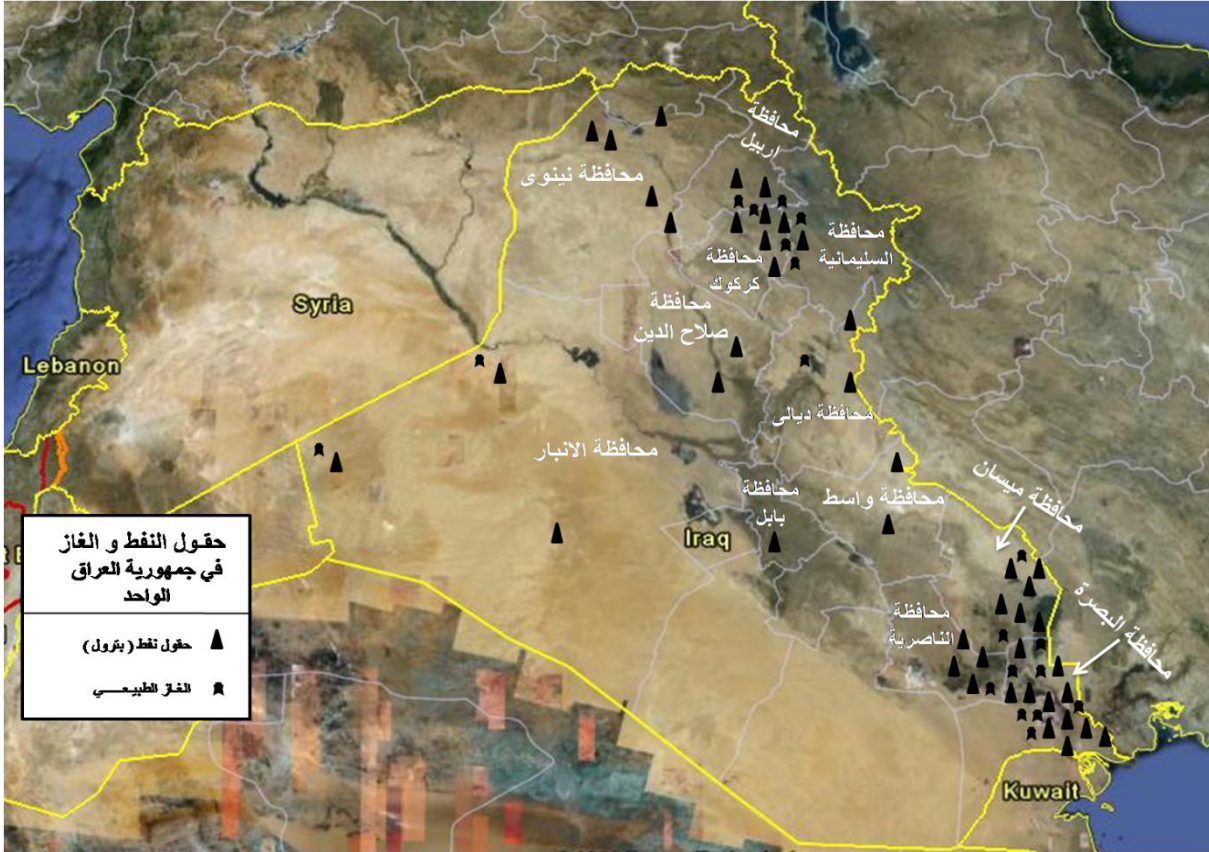 محافظة
اربيل
محافظة نينوى
محافظة
السليمانية
محافظة
كركوك
Syria
محافظة
صلاح الدين
Lebanon
محافظة ديالى
محافظة الانبار
محافظة ميسان
محافظة
بابل
محافظة واسط
Iraq
حقول النفط و الغاز
في جمهورية العراق
الواحد
حقول نفط ( بترول )
الغاز الطبيعـــــي
محافظة
الناصرية
محافظة البصرة
Kuwait